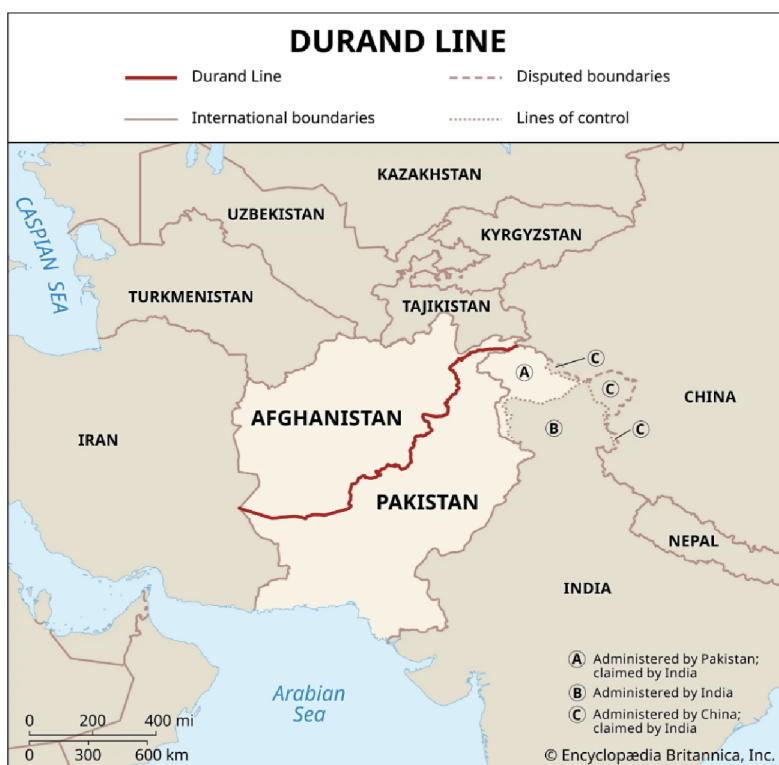 DURAND LINE
Durand Line
Disputed boundaries
International boundaries
Lines of control
KAZAKHSTAN
UZBEKISTAN
KYRGYZSTAN
CASPIAN SEA
TURKMENISTAN
TAJIKISTAN
C
A
C
CHINA
AFGHANISTAN
B
C
IRAN
PAKISTAN
NEPAL
INDIA
A Administered by Pakistan;
claimed by India
B Administered by India
C Administered by China;
claimed by India
Arabian
Sea
0 200 400 mi
0 300 600 km
© Encyclopædia Britannica, Inc.